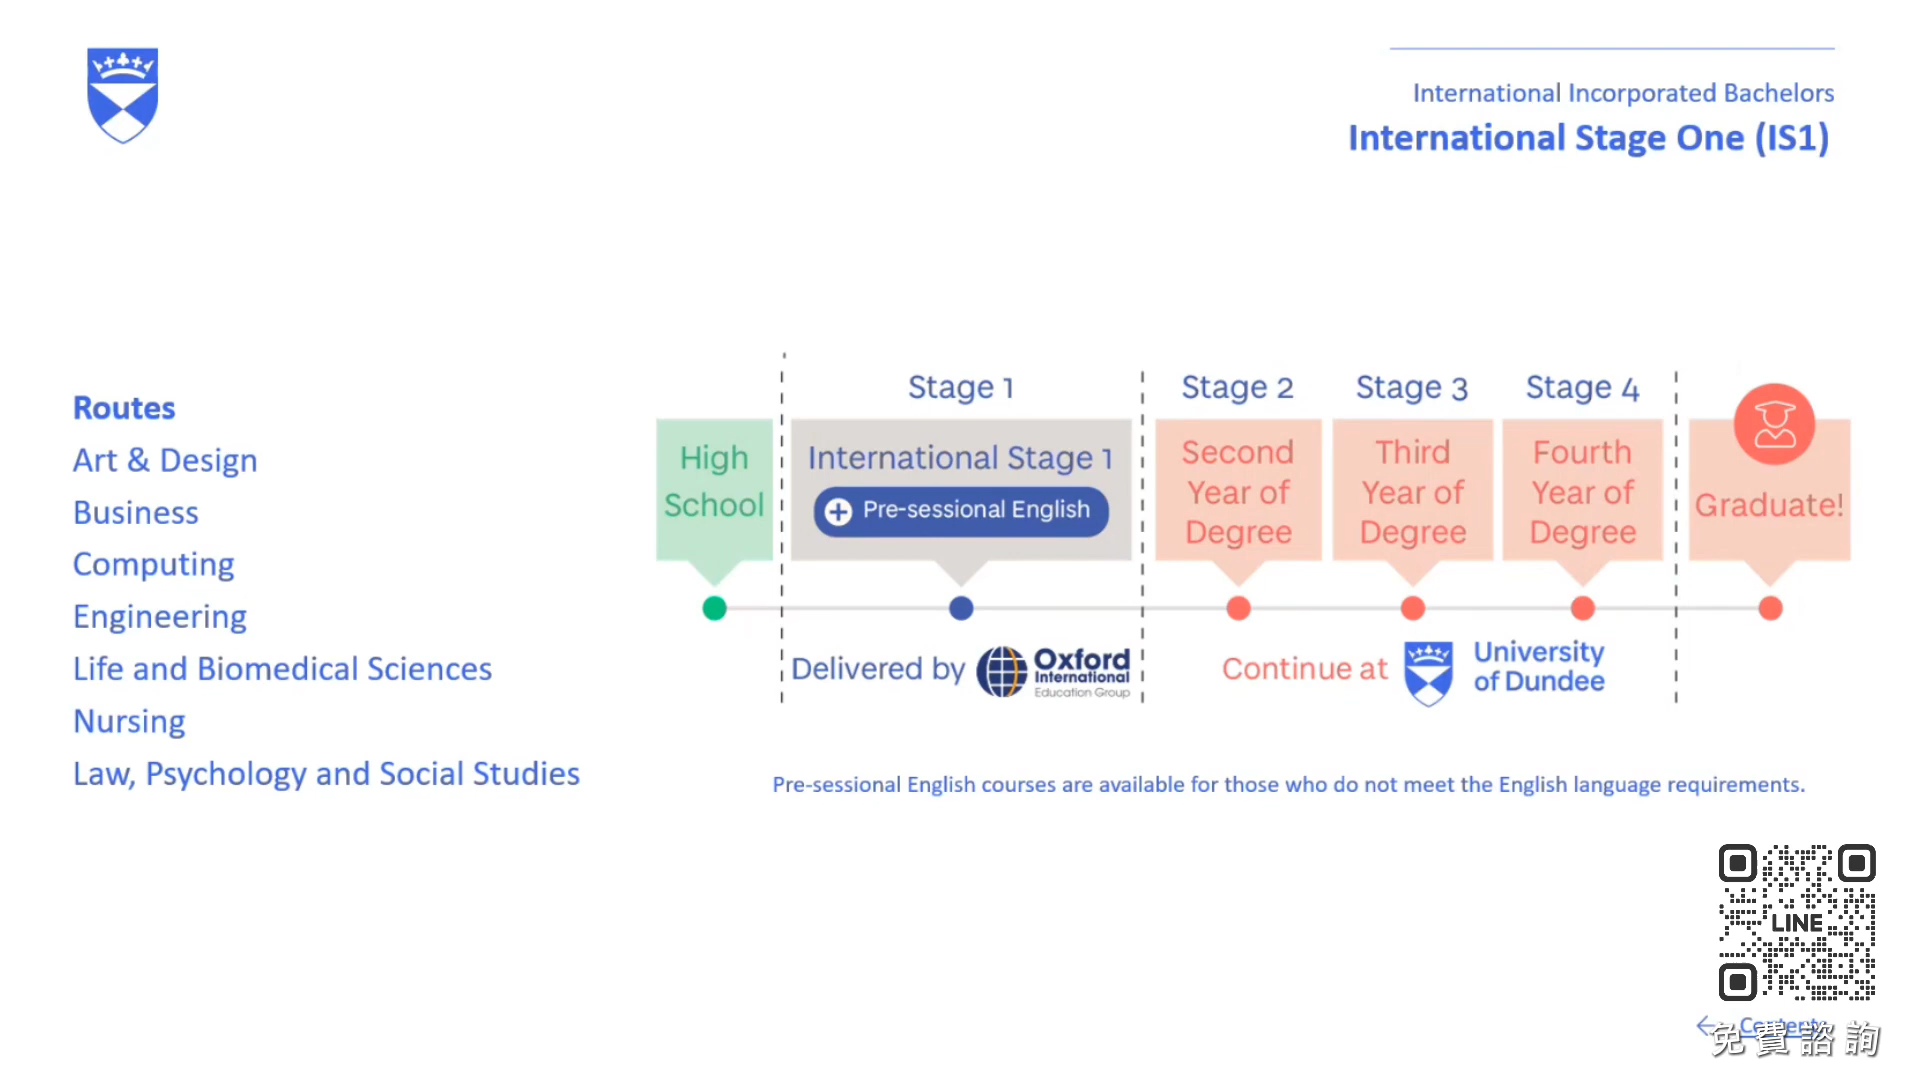 International Incorporated Bachelors
International Stage One (IS1)
Routes
Art & Design
Business
Computing
Engineering
Life and Biomedical Sciences
Nursing
Law, Psychology and Social Studies
Stage 1
Stage 2
Stage 3
Stage 4
High
School
International Stage 1
Pre-sessional English
Second
Year of
Degree
Third
Year of
Degree
Fourth
Year of
Degree
Graduate!
Delivered by
Oxford
International
Education Group
Continue at
University
of Dundee
Pre-sessional English courses are available for those who do not meet the English language requirements.
LINE
Contents
免費諮詢